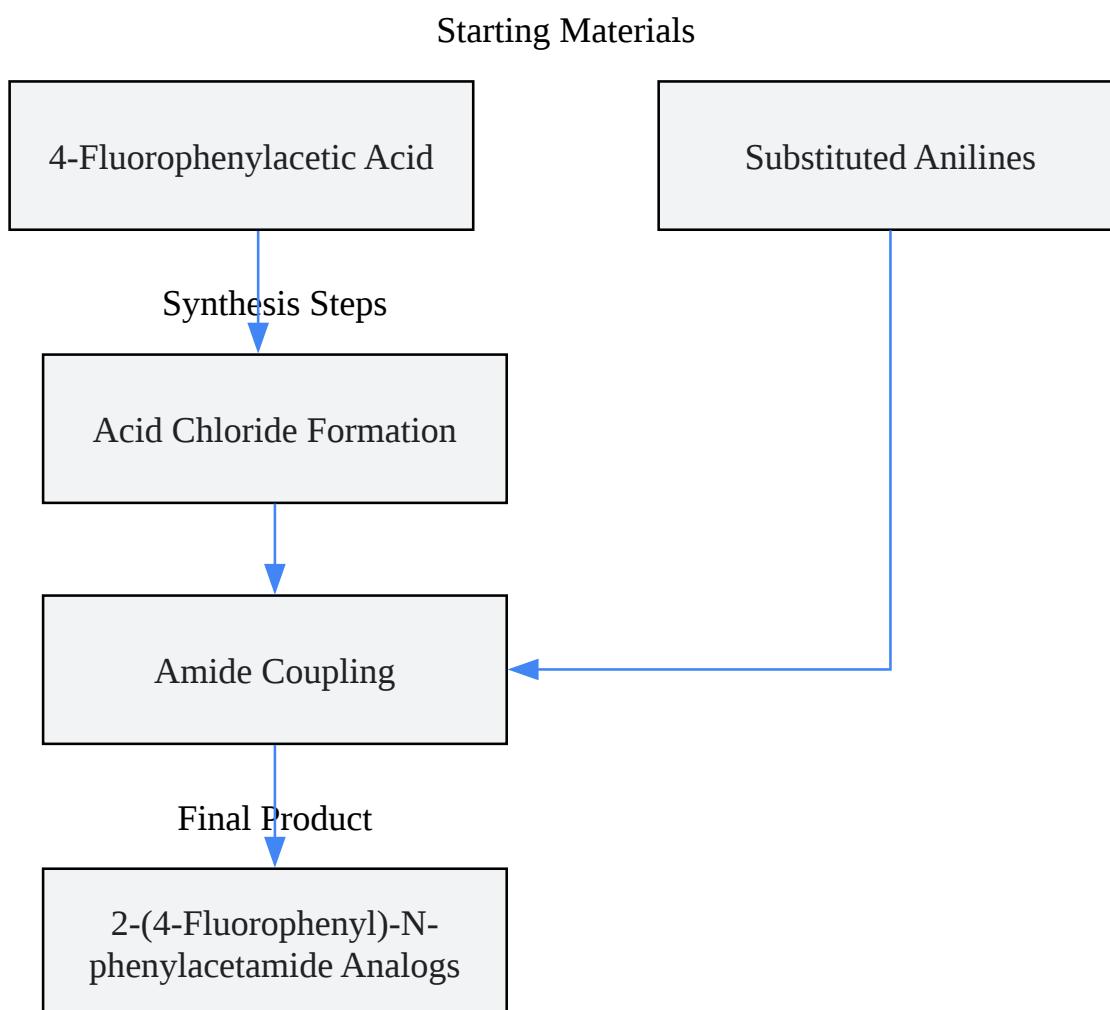 Starting Materials
4-Fluorophenylacetic Acid
Substituted Anilines
Synthesis Steps
Acid Chloride Formation
Amide Coupling
Final Product
2-(4-Fluorophenyl)-N-
phenylacetamide Analogs